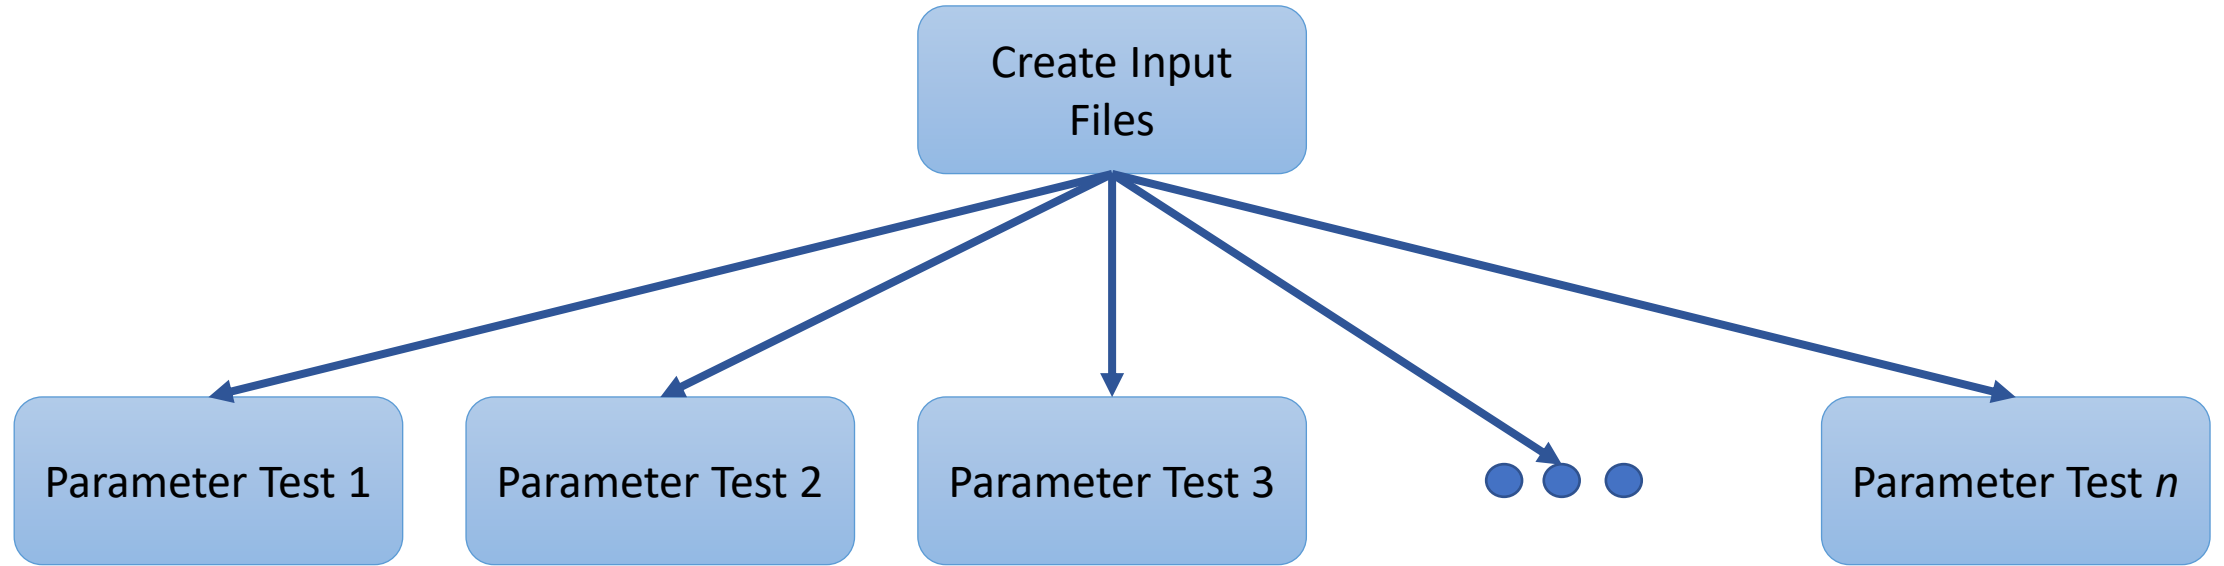 Create Input
Files
Parameter Test 1
Parameter Test 2
Parameter Test 3
Parameter Test n